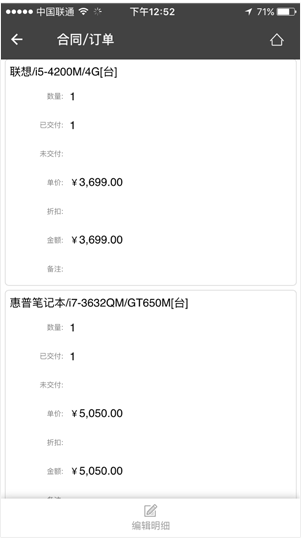 中国联通 下午12:52 71%
合同/订单
联想/i5-4200M/4G[台]
数量: 1
已交付: 1
未交付:
单价: ¥3,699.00
折扣:
金额: ¥3,699.00
备注:
惠普笔记本/i7-3632QM/GT650M[台]
数量: 1
已交付: 1
未交付:
单价: ¥5,050.00
折扣:
金额: ¥5,050.00
编辑明细